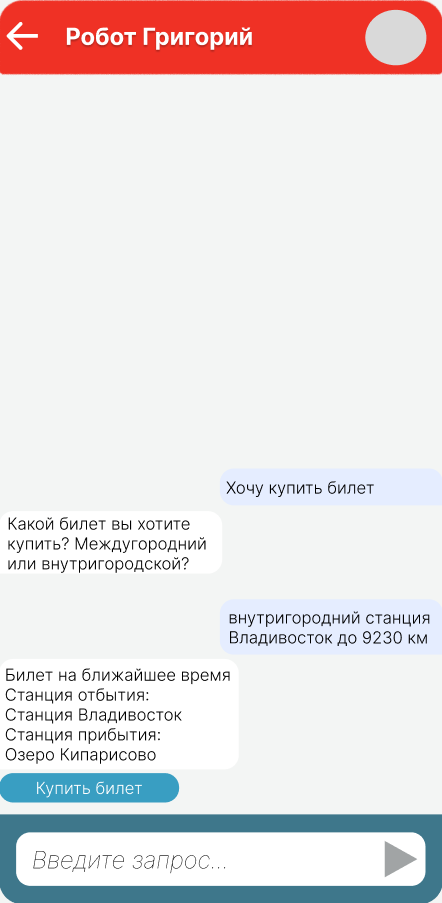 Робот Григорий
Хочу купить билет
Какой билет вы хотите
купить? Междугородний
или внутригородской?
внутригородний станция
Владивосток до 9230 км
Билет на ближайшее время
Станция отбытия:
Станция Владивосток
Станция прибытия:
Озеро Кипарисово
Купить билет
Введите запрос...